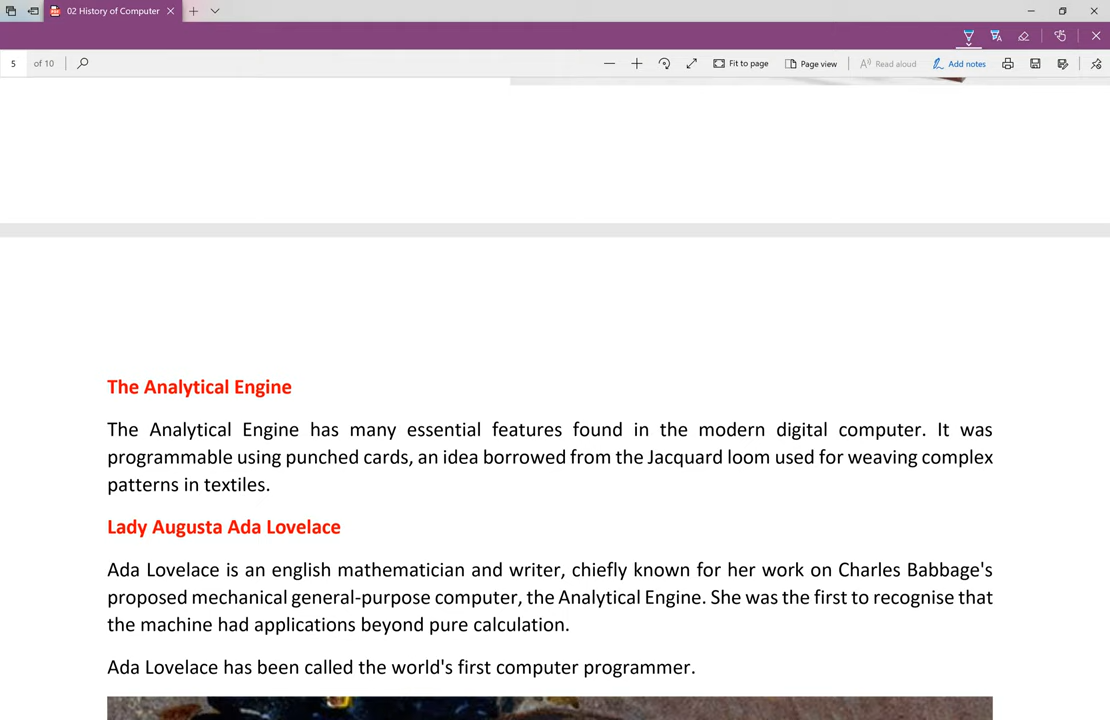 02 History of Computer
5 of 10 Fit to page Page view Read aloud Add notes
The Analytical Engine
The Analytical Engine has many essential features found in the modern digital computer. It was
programmable using punched cards, an idea borrowed from the Jacquard loom used for weaving complex
patterns in textiles.
Lady Augusta Ada Lovelace
Ada Lovelace is an english mathematician and writer, chiefly known for her work on Charles Babbage's
proposed mechanical general-purpose computer, the Analytical Engine. She was the first to recognise that
the machine had applications beyond pure calculation.
Ada Lovelace has been called the world's first computer programmer.